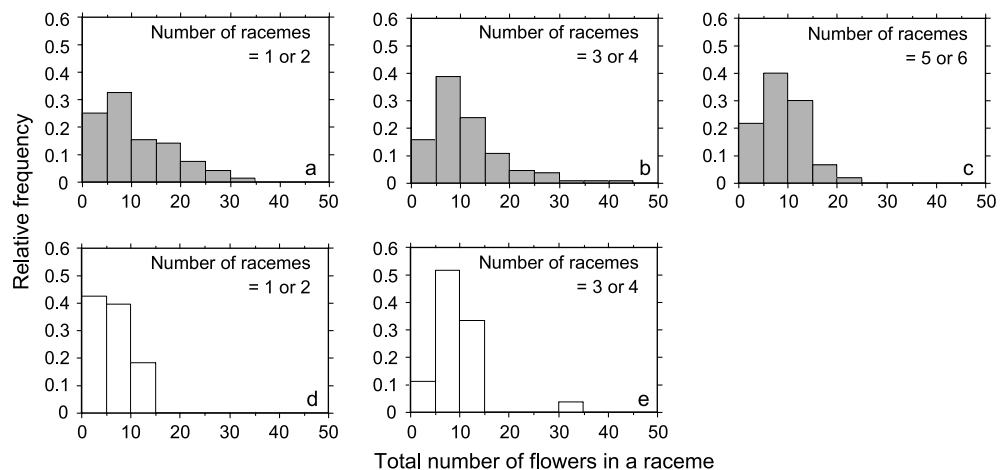 Number of racemes
= 1 or 2
0.6
0.5
0.4
0.3
0.2
0.1
0
a
0 10 20 30 40 50
Number of racemes
= 3 or 4
0.6
0.5
0.4
0.3
0.2
0.1
0
b
0 10 20 30 40 50
Number of racemes
= 5 or 6
0.6
0.5
0.4
0.3
0.2
0.1
0
c
0 10 20 30 40 50
Relative frequency
Number of racemes
= 1 or 2
0.6
0.5
0.4
0.3
0.2
0.1
0
d
0 10 20 30 40 50
Number of racemes
= 3 or 4
0.6
0.5
0.4
0.3
0.2
0.1
0
e
0 10 20 30 40 50
Total number of flowers in a raceme